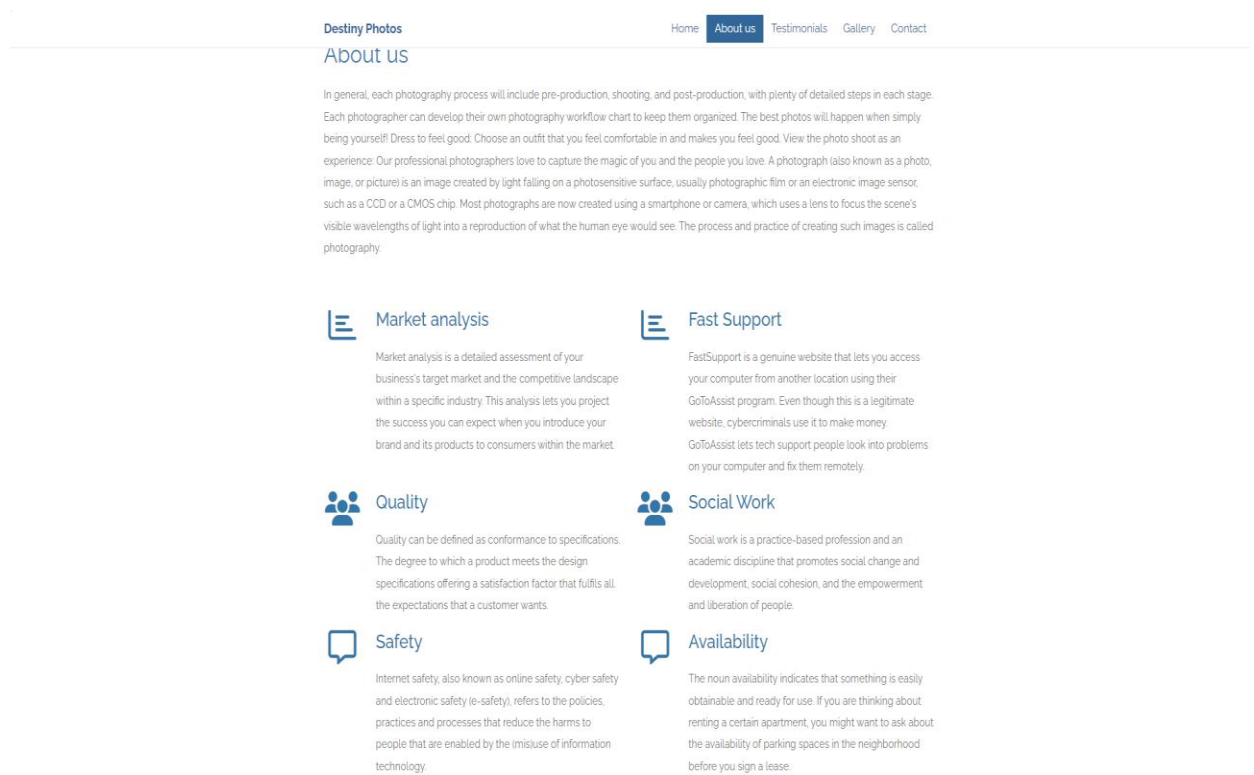 Destiny Photos
Home About us Testimonials Gallery Contact
About us
In general, each photography process will include pre-production, shooting, and post-production, with plenty of detailed steps in each stage.
Each photographer can develop their own photography workflow chart to keep them organized. The best photos will happen when simply
being yourself! Dress to feel good: Choose an outfit that you feel comfortable in and makes you feel good. View the photo shoot as an
experience: Our professional photographers love to capture the magic of you and the people you love. A photograph (also known as a photo,
image, or picture) is an image created by light falling on a photosensitive surface, usually photographic film or an electronic image sensor,
such as a CCD or a CMOS chip. Most photographs are now created using a smartphone or camera, which uses a lens to focus the scene's
visible wavelengths of light into a reproduction of what the human eye would see. The process and practice of creating such images is called
photography.
Market analysis
Market analysis is a detailed assessment of your
business's target market and the competitive landscape
within a specific industry. This analysis lets you project
the success you can expect when you introduce your
brand and its products to consumers within the market.
Fast Support
FastSupport is a genuine website that lets you access
your computer from another location using their
GoToAssist program. Even though this is a legitimate
website, cybercriminals use it to make money.
GoToAssist lets tech support people look into problems
on your computer and fix them remotely.
Quality
Quality can be defined as conformance to specifications.
The degree to which a product meets the design
specifications offering a satisfaction factor that fulfils all
the expectations that a customer wants.
Social Work
Social work is a practice-based profession and an
academic discipline that promotes social change and
development, social cohesion, and the empowerment
and liberation of people.
Safety
Internet safety, also known as online safety, cyber safety
and electronic safety (e-safety), refers to the policies,
practices and processes that reduce the harms to
people that are enabled by the (mis)use of information
technology.
Availability
The noun availability indicates that something is easily
obtainable and ready for use. If you are thinking about
renting a certain apartment, you might want to ask about
the availability of parking spaces in the neighborhood
before you sign a lease.